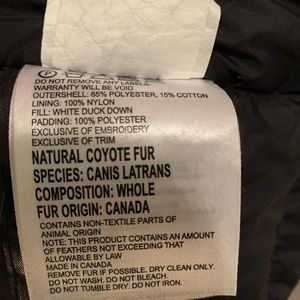 DO NOT REMOVE ANY LABELS.
WARRANTY WILL BE VOID
OUTERSHELL: 85% POLYESTER, 15% COTTON
LINING: 100% NYLON
FILL: WHITE DUCK DOWN
PADDING: 100% POLYESTER
EXCLUSIVE OF EMBROIDERY
EXCLUSIVE OF TRIM
NATURAL COYOTE FUR
SPECIES: CANIS LATRANS
COMPOSITION: WHOLE
FUR ORIGIN: CANADA
CONTAINS NON-TEXTILE PARTS OF
ANIMAL ORIGIN
NOTE: THIS PRODUCT CONTAINS AN AMOUNT
OF FEATHERS NOT EXCEEDING THAT
ALLOWABLE BY LAW
MADE IN CANADA
REMOVE FUR IF POSSIBLE. DRY CLEAN ONLY.
DO NOT WASH. DO NOT BLEACH.
DO NOT TUMBLE DRY. DO NOT IRON.